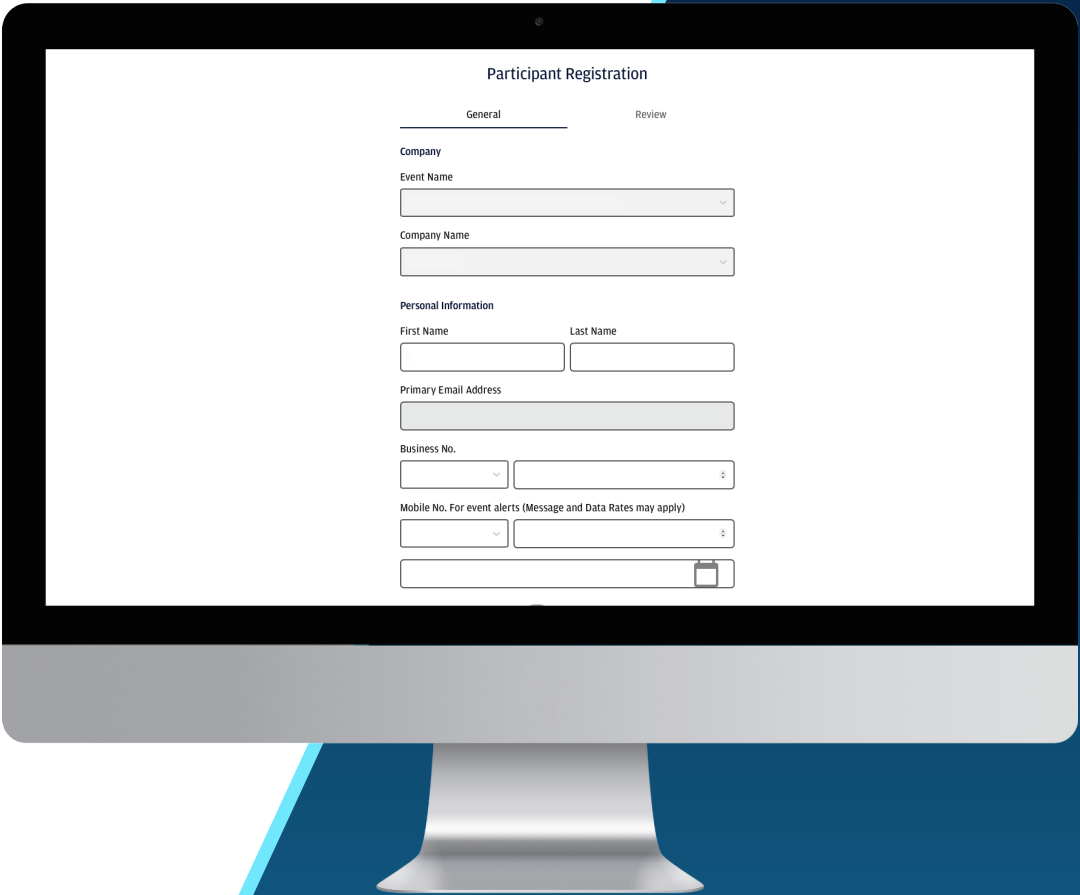 Participant Registration
General Review
Company
Event Name
Company Name
Personal Information
First Name Last Name
Primary Email Address
Business No.
Mobile No. For event alerts (Message and Data Rates may apply)